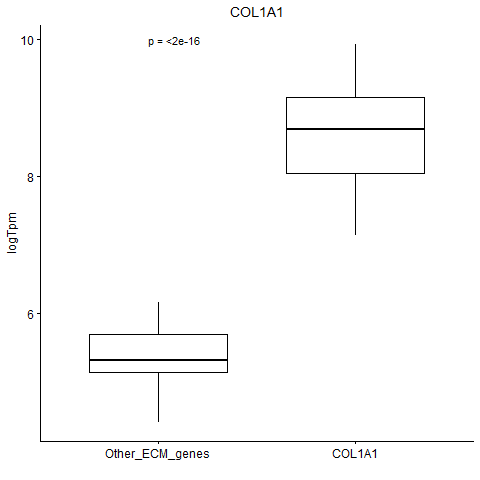 COL1A1
p = <2e-16
10
8
6
logTpm
Other_ECM_genes
COL1A1